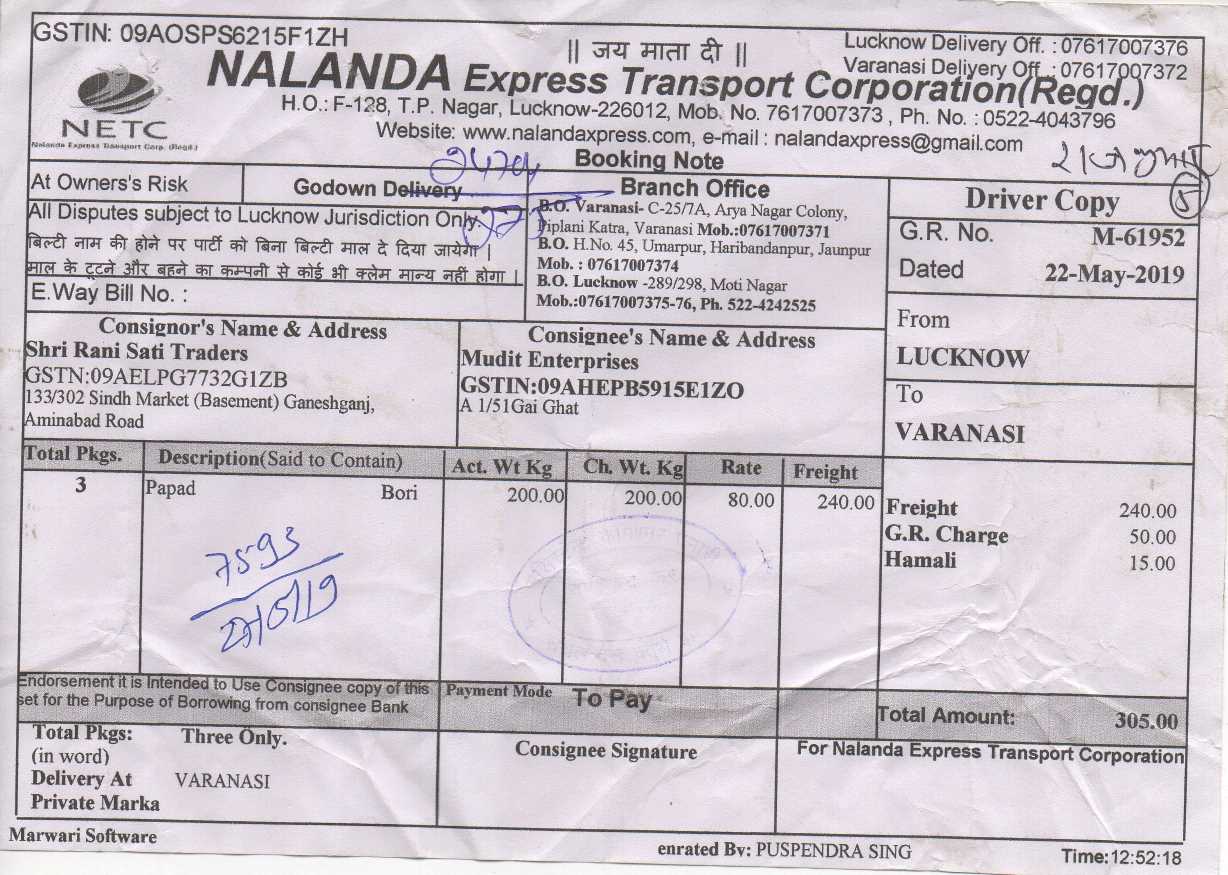 GSTIN: 09AOSPS6215F1ZH
|| जय माता दी ||
Lucknow Delivery Off. : 07617007376
Varanasi Delivery Off. : 07617007372
NALANDA Express Transport Corporation(Regd.)
NETC
Nalanda Express Transport Corp. (Regd.)
H.O.: F-128, T.P. Nagar, Lucknow-226012, Mob. No. 7617007373 , Ph. No. : 0522-4043796
Website: www.nalandaxpress.com, e-mail : nalandaxpress@gmail.com
Booking Note
At Owners's Risk
Godown Delivery
24704
All Disputes subject to Lucknow Jurisdiction Only.
बिल्टी नाम की होने पर पार्टी को बिना बिल्टी माल दे दिया जायेगा |
माल के टूटने और बहने का कम्पनी से कोई भी क्लेम मान्य नहीं होगा |
E.Way Bill No. :
Branch Office
B.O. Varanasi- C-25/7A, Arya Nagar Colony,
Piplani Katra, Varanasi Mob.:07617007371
B.O. H.No. 45, Umarpur, Haribandanpur, Jaunpur
Mob. : 07617007374
B.O. Lucknow -289/298, Moti Nagar
Mob.:07617007375-76, Ph. 522-4242525
5
Driver Copy
G.R. No. M-61952
Dated 22-May-2019
From
LUCKNOW
To
VARANASI
Consignor's Name & Address
Shri Rani Sati Traders
GSTN:09AELPG7732G1ZB
133/302 Sindh Market (Basement) Ganeshganj,
Aminabad Road
Consignee's Name & Address
Mudit Enterprises
GSTIN:09AHEPB5915E1ZO
A 1/51Gai Ghat
Total Pkgs. Description(Said to Contain) Act. Wt Kg Ch. Wt. Kg Rate Freight
3 Papad Bori 200.00 200.00 80.00 240.00
Freight 240.00
G.R. Charge 50.00
Hamali 15.00
7593
Endorsement it is Intended to Use Consignee copy of this
set for the Purpose of Borrowing from consignee Bank
Payment Mode To Pay
Total Amount: 305.00
Total Pkgs: Three Only.
(in word)
Delivery At VARANASI
Private Marka
Consignee Signature
For Nalanda Express Transport Corporation
Marwari Software
enrated By: PUSPENDRA SING
Time:12:52:18